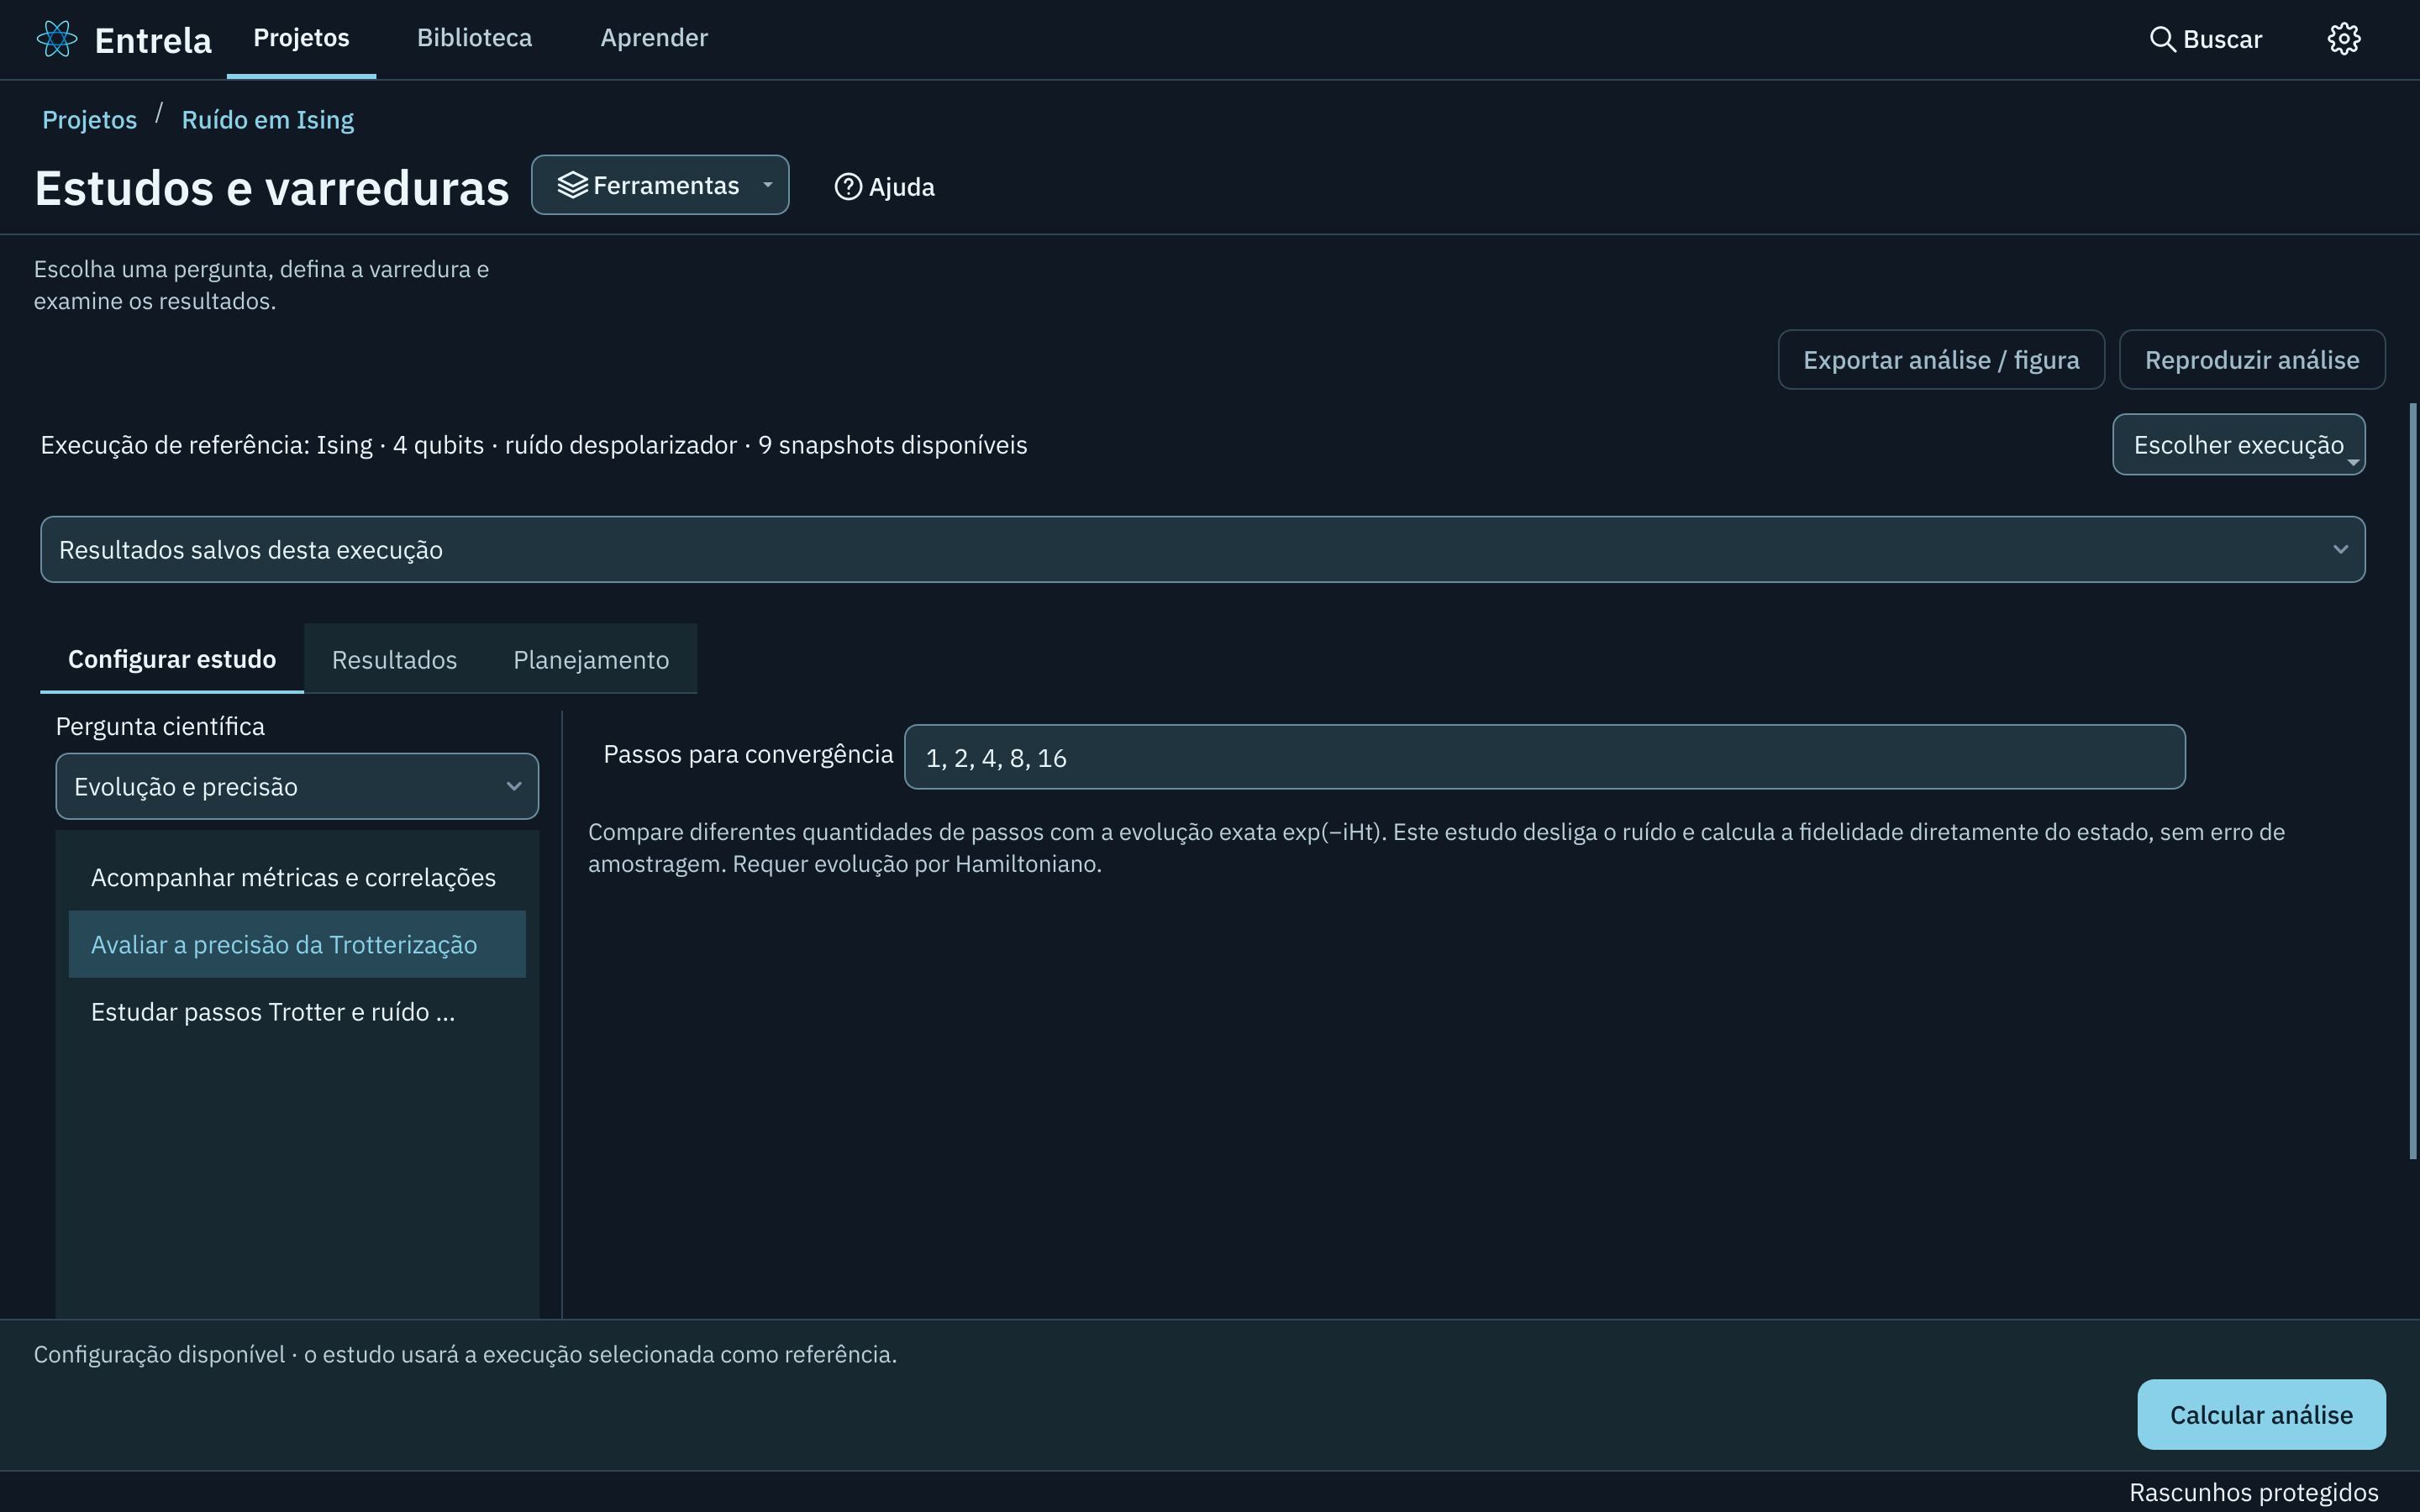 Entrela
Projetos
Biblioteca
Aprender
Buscar
Projetos / Ruído em Ising
Estudos e varreduras
Ferramentas
Ajuda
Escolha uma pergunta, defina a varredura e
examine os resultados.
Exportar análise / figura
Reproduzir análise
Execução de referência: Ising · 4 qubits · ruído despolarizador · 9 snapshots disponíveis
Escolher execução
Resultados salvos desta execução
Configurar estudo
Resultados
Planejamento
Pergunta científica
Evolução e precisão
Acompanhar métricas e correlações
Avaliar a precisão da Trotterização
Estudar passos Trotter e ruído ...
Passos para convergência
1, 2, 4, 8, 16
Compare diferentes quantidades de passos com a evolução exata exp(−iHt). Este estudo desliga o ruído e calcula a fidelidade diretamente do estado, sem erro de
amostragem. Requer evolução por Hamiltoniano.
Configuração disponível · o estudo usará a execução selecionada como referência.
Calcular análise
Rascunhos protegidos